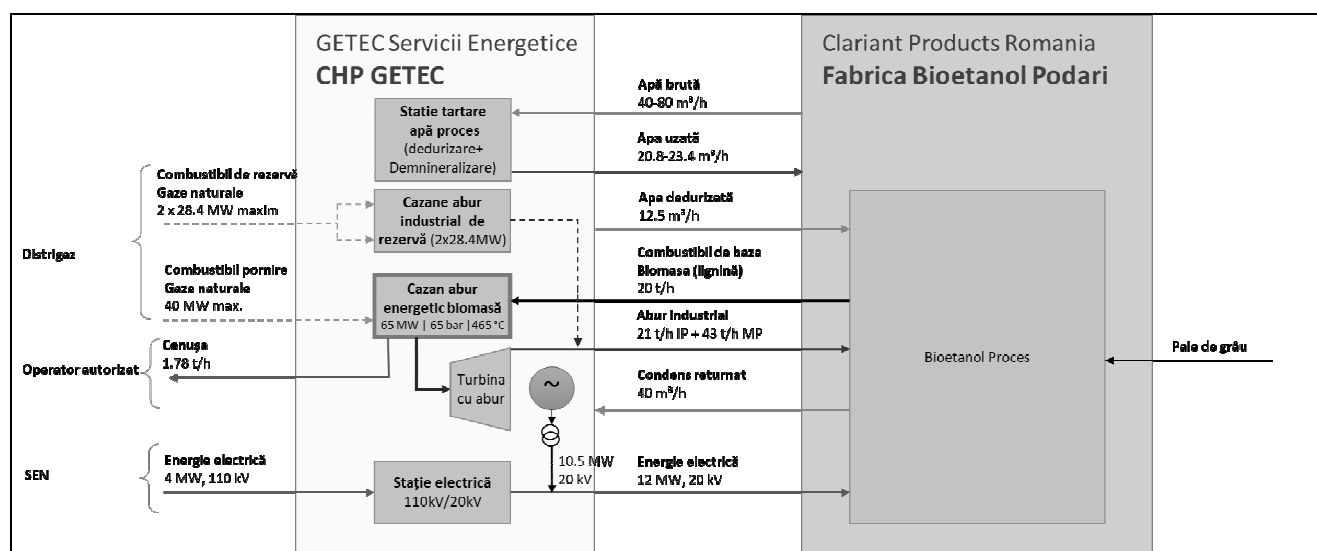 GETEC Servicii Energetice
CHP GETEC
Clariant Products Romania
Fabrica Bioetanol Podari
Statie tartare
apă proces
(dedurizare+
Demnineralizare)
Apă brută
40-80 m³/h
Apa uzată
20.8-23.4 m³/h
Combustibil de rezervă
Gaze naturale
2 x 28.4 MW maxim
Cazane abur
industrial de
rezervă (2x28.4MW)
Apa dedurizată
12.5 m³/h
Distrigaz
Combustibil pornire
Gaze naturale
40 MW max.
Cazan abur
energetic biomasă
65 MW | 65 bar |465 °C
Combustibil de baza
Biomasa (lignină)
20 t/h
Abur industrial
21 t/h IP + 43 t/h MP
Bioetanol Proces
Paie de grâu
Operator autorizat
Cenușa
1.78 t/h
Turbina
cu abur
~
Condens returnat
40 m³/h
SEN
Energie electrică
4 MW, 110 kV
Stație electrică
110kV/20kV
10.5 MW
20 kV
Energie electrică
12 MW, 20 kV